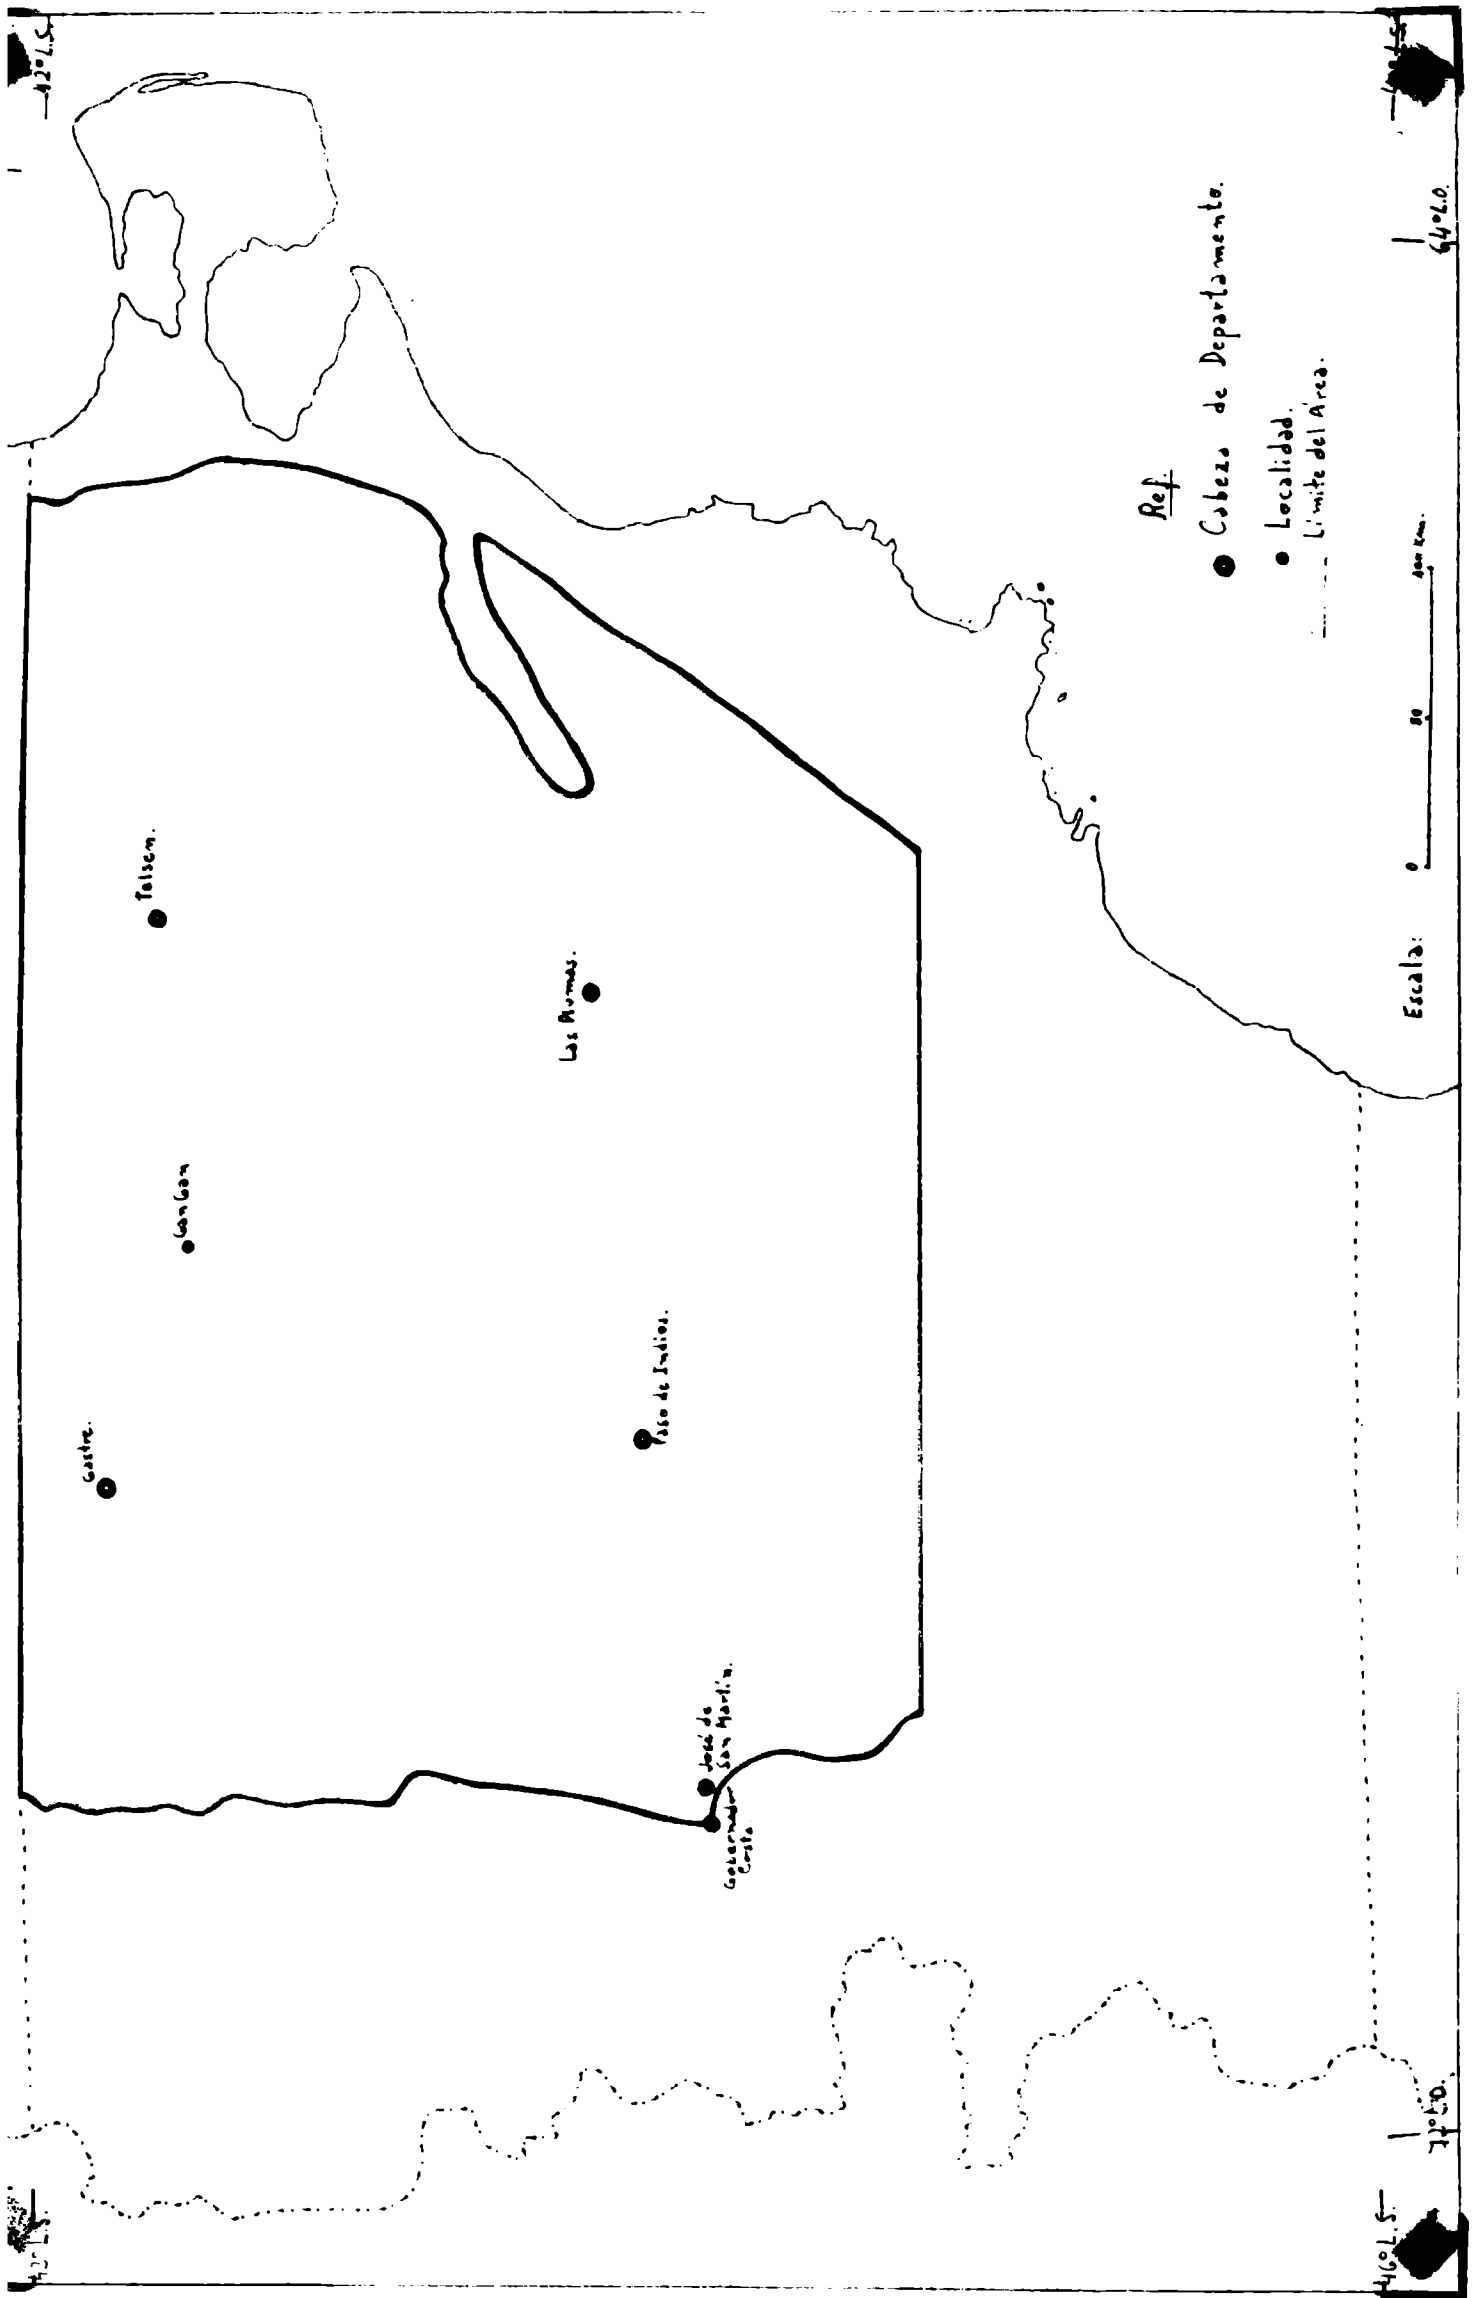 42° L.S.
Gastre.
Gan Gan
Telsen.
Las Plumas.
Paso de Indios.
José de
San Martín.
Gobernador
Costa
Ref.
Cabeza de Departamento.
Localidad.
Límite del Área.
Escala:
0
50
100 Km.
46° L.S.
72° L.O.
64° L.O.